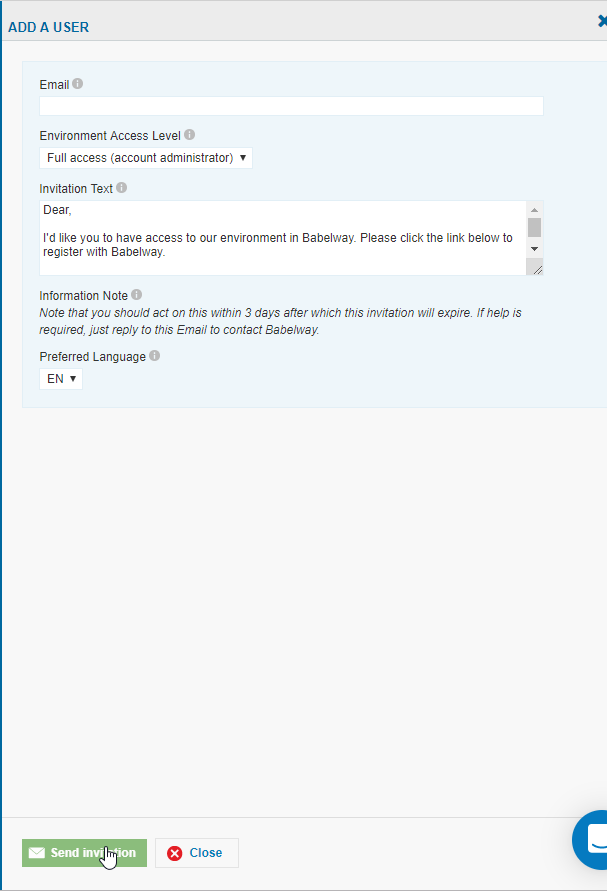 ADD A USER
Email
Environment Access Level
Full access (account administrator)
Invitation Text
Dear,
I'd like you to have access to our environment in Babelway. Please click the link below to
register with Babelway.
Information Note
Note that you should act on this within 3 days after which this invitation will expire. If help is
required, just reply to this Email to contact Babelway.
Preferred Language
EN
Send invitation
Close